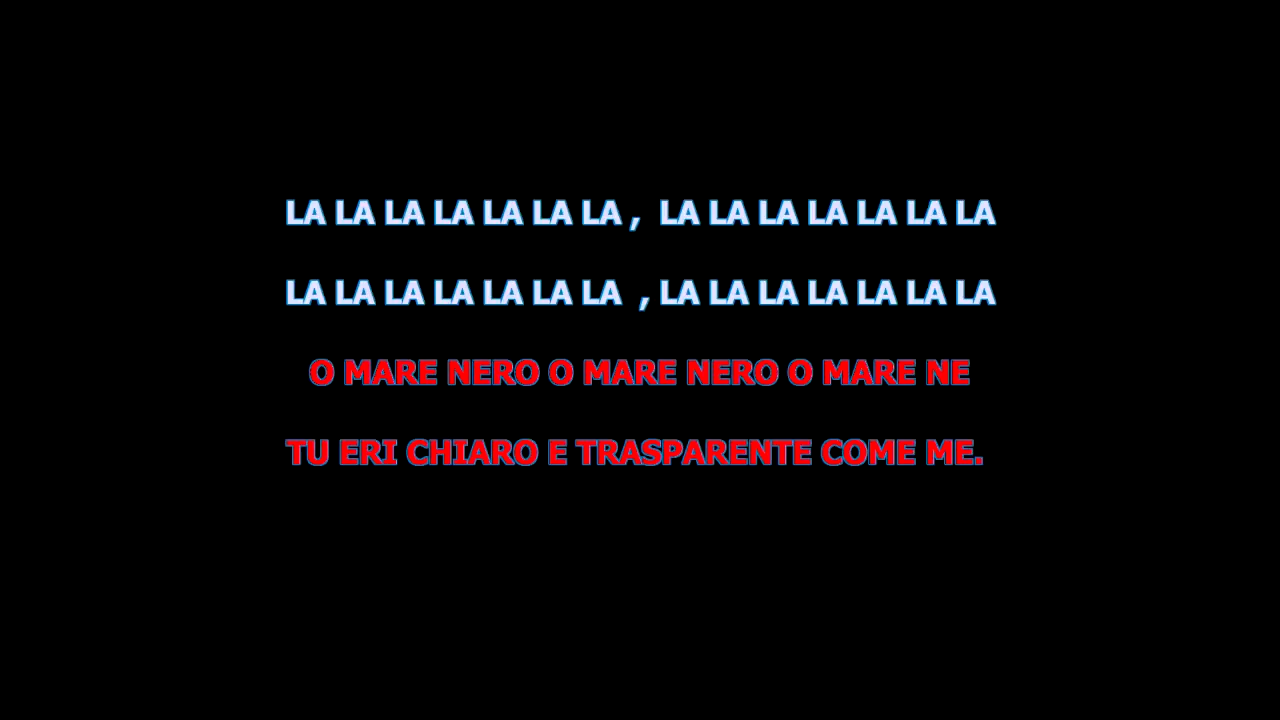 LA LA LA LA LA LA LA ,  LA LA LA LA LA LA LA
LA LA LA LA LA LA LA  , LA LA LA LA LA LA LA
O MARE NERO O MARE NERO O MARE NE
TU ERI CHIARO E TRASPARENTE COME ME.